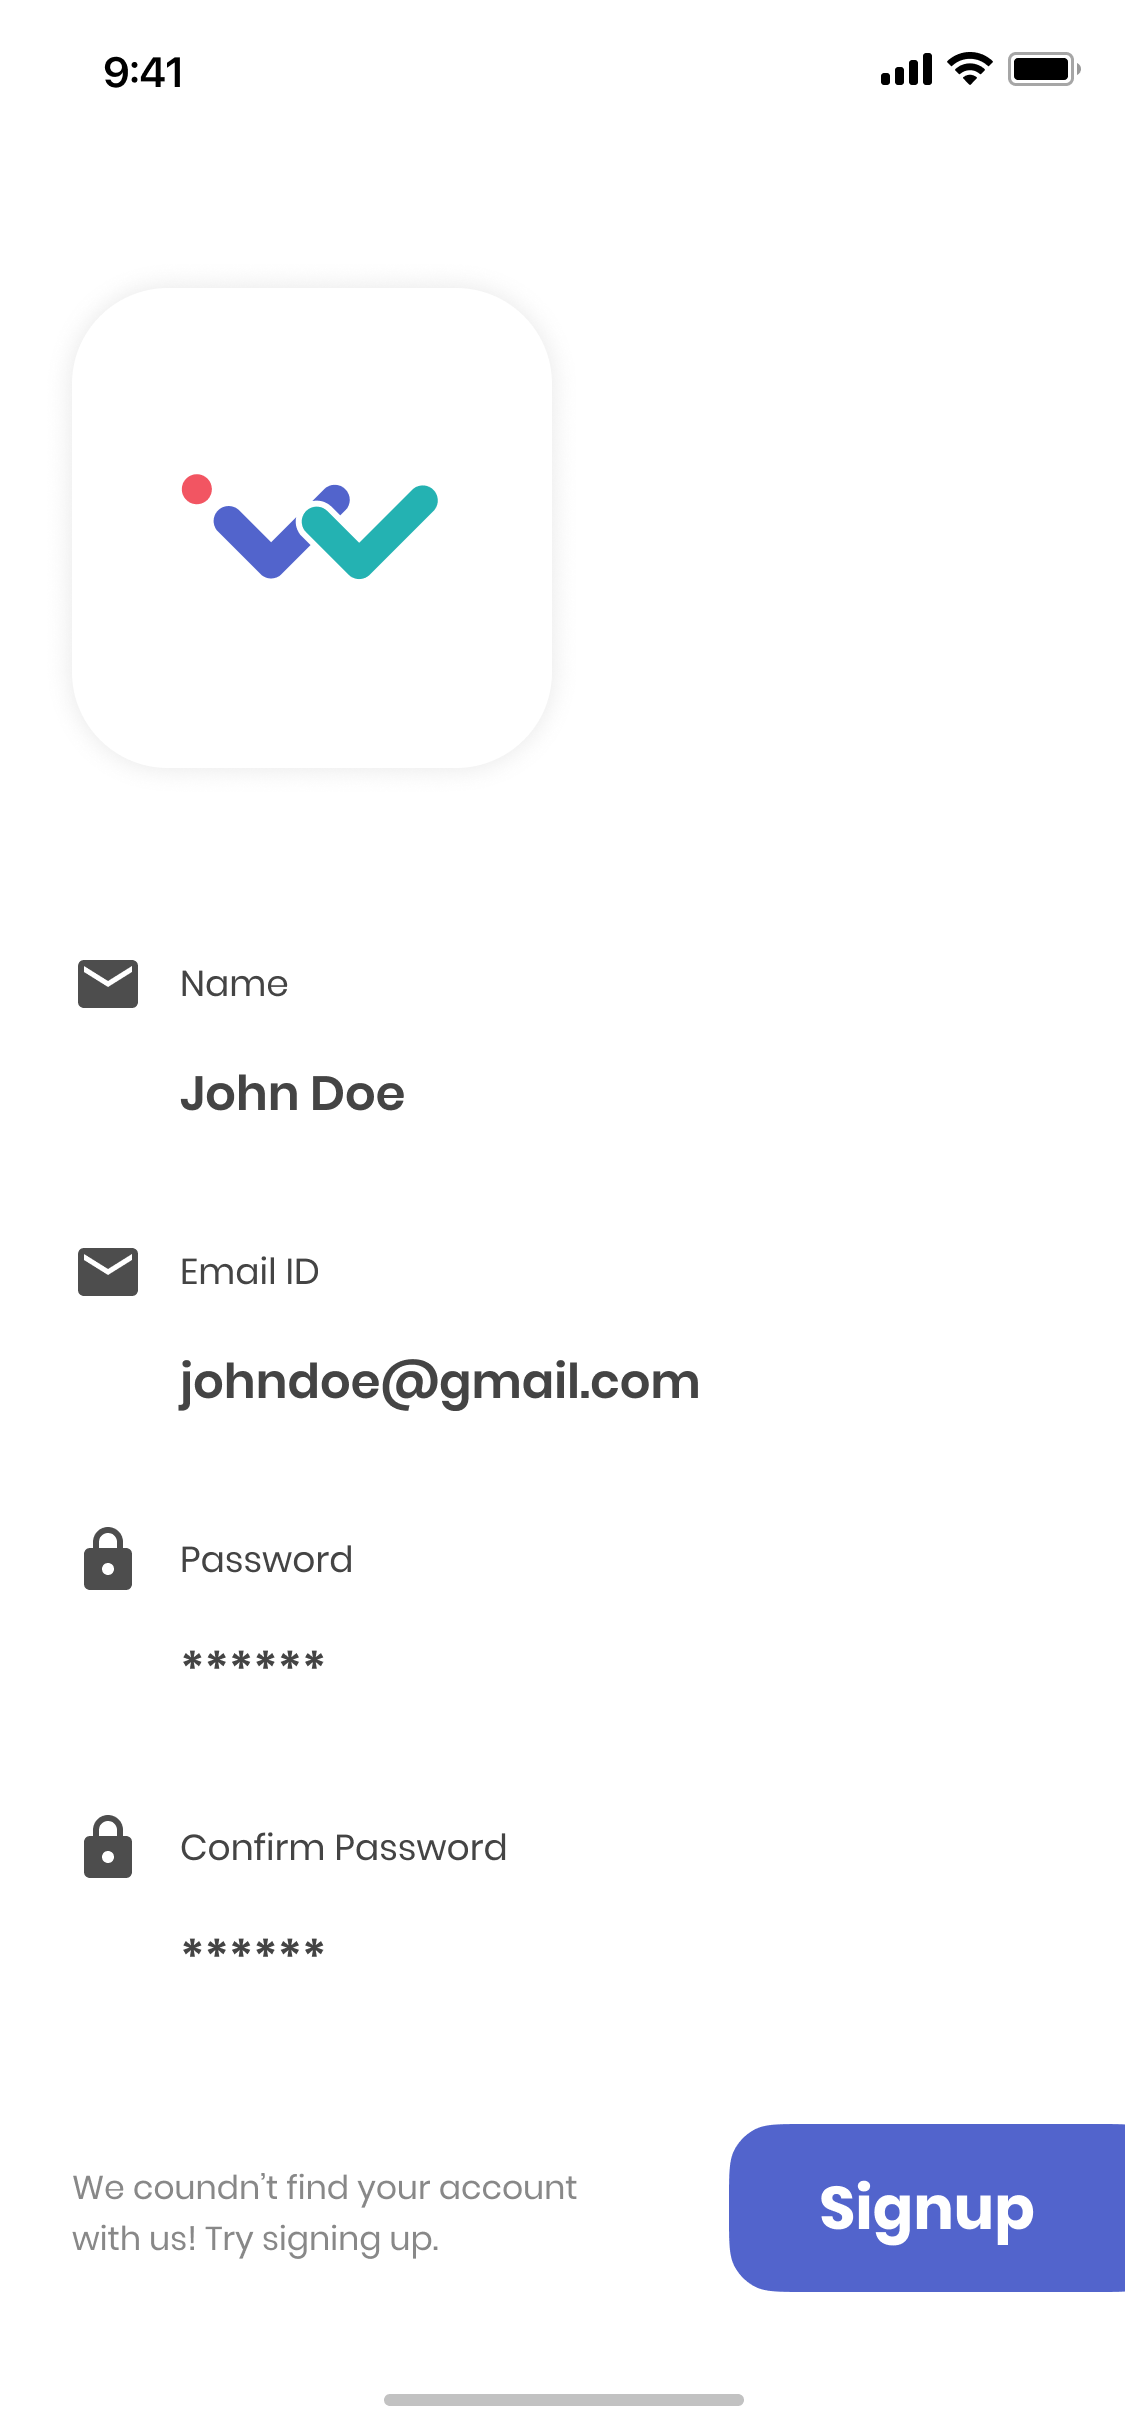 9:41
Name
John Doe
Email ID
johndoe@gmail.com
Password
******
Confirm Password
******
We coundn’t find your account
with us! Try signing up.
Signup